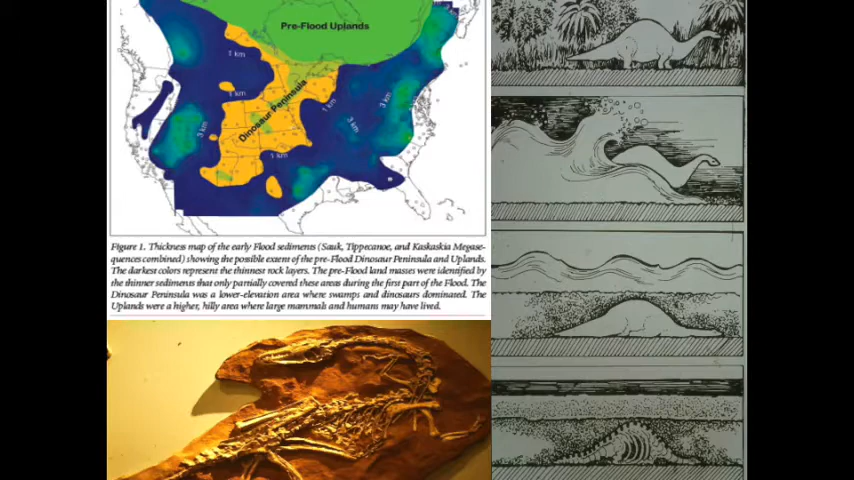 Pre-Flood Uplands
1 km
1 km
Dinosaur Peninsula
1 km
3 km
3 km
3 km
1 km
Figure 1. Thickness map of the early Flood sediments (Sauk, Tippecanoe, and Kaskaskia Megase-
quences combined) showing the possible extent of the pre-Flood Dinosaur Peninsula and Uplands.
The darkest colors represent the thinnest rock layers. The pre-Flood land masses were identified by
the thinner sediments that only partially covered these areas during the first part of the Flood. The
Dinosaur Peninsula was a lower-elevation area where swamps and dinosaurs dominated. The
Uplands were a higher, hilly area where large mammals and humans may have lived.